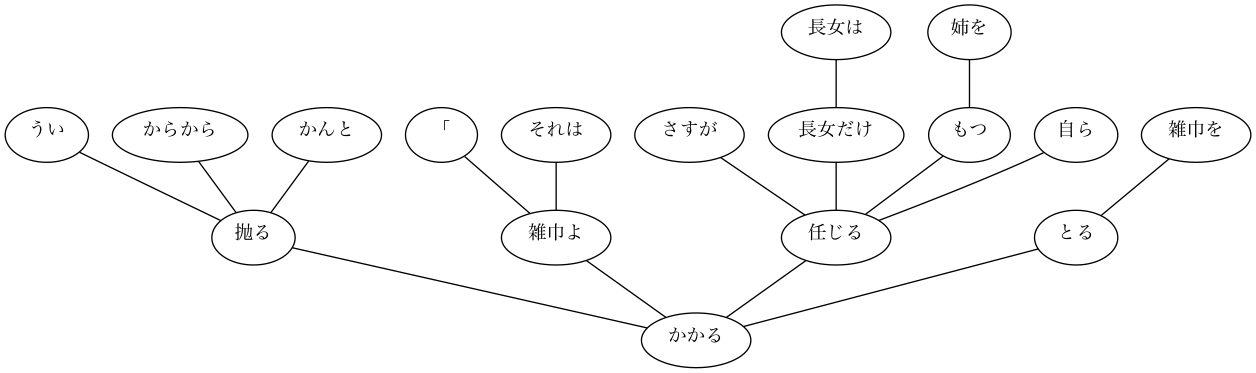 長女は 姉を
うい からから かんと 「 それは さすが 長女だけ もつ 自ら 雑巾を
抛る 雑巾よ 任じる とる
かかる